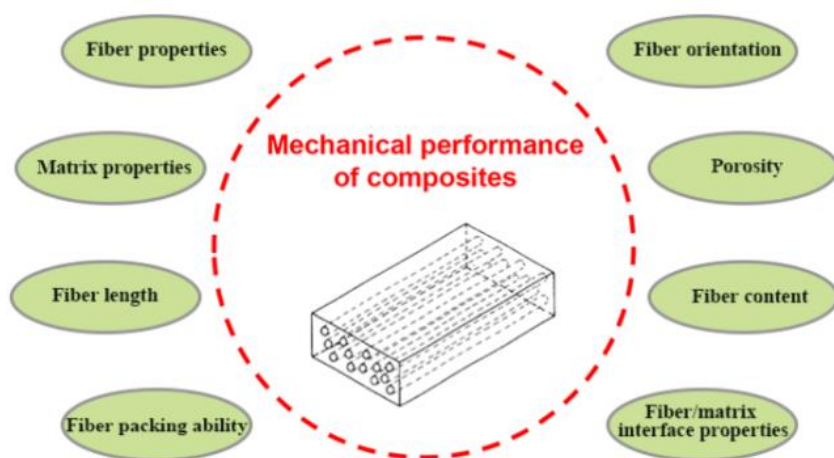 Fiber properties
Fiber orientation
Mechanical performance
of composites
Matrix properties
Porosity
Fiber length
Fiber content
Fiber packing ability
Fiber/matrix
interface properties